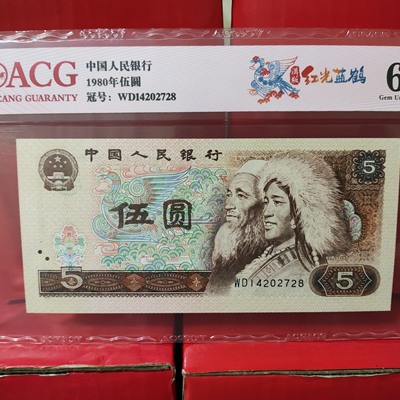 ACG
CANG GUARANTY
中国人民银行
1980年伍圆
冠号：WD14202728
红光蓝鹤
6
Gem U
中国人民银行
5
伍圆
5
5
WD14202728